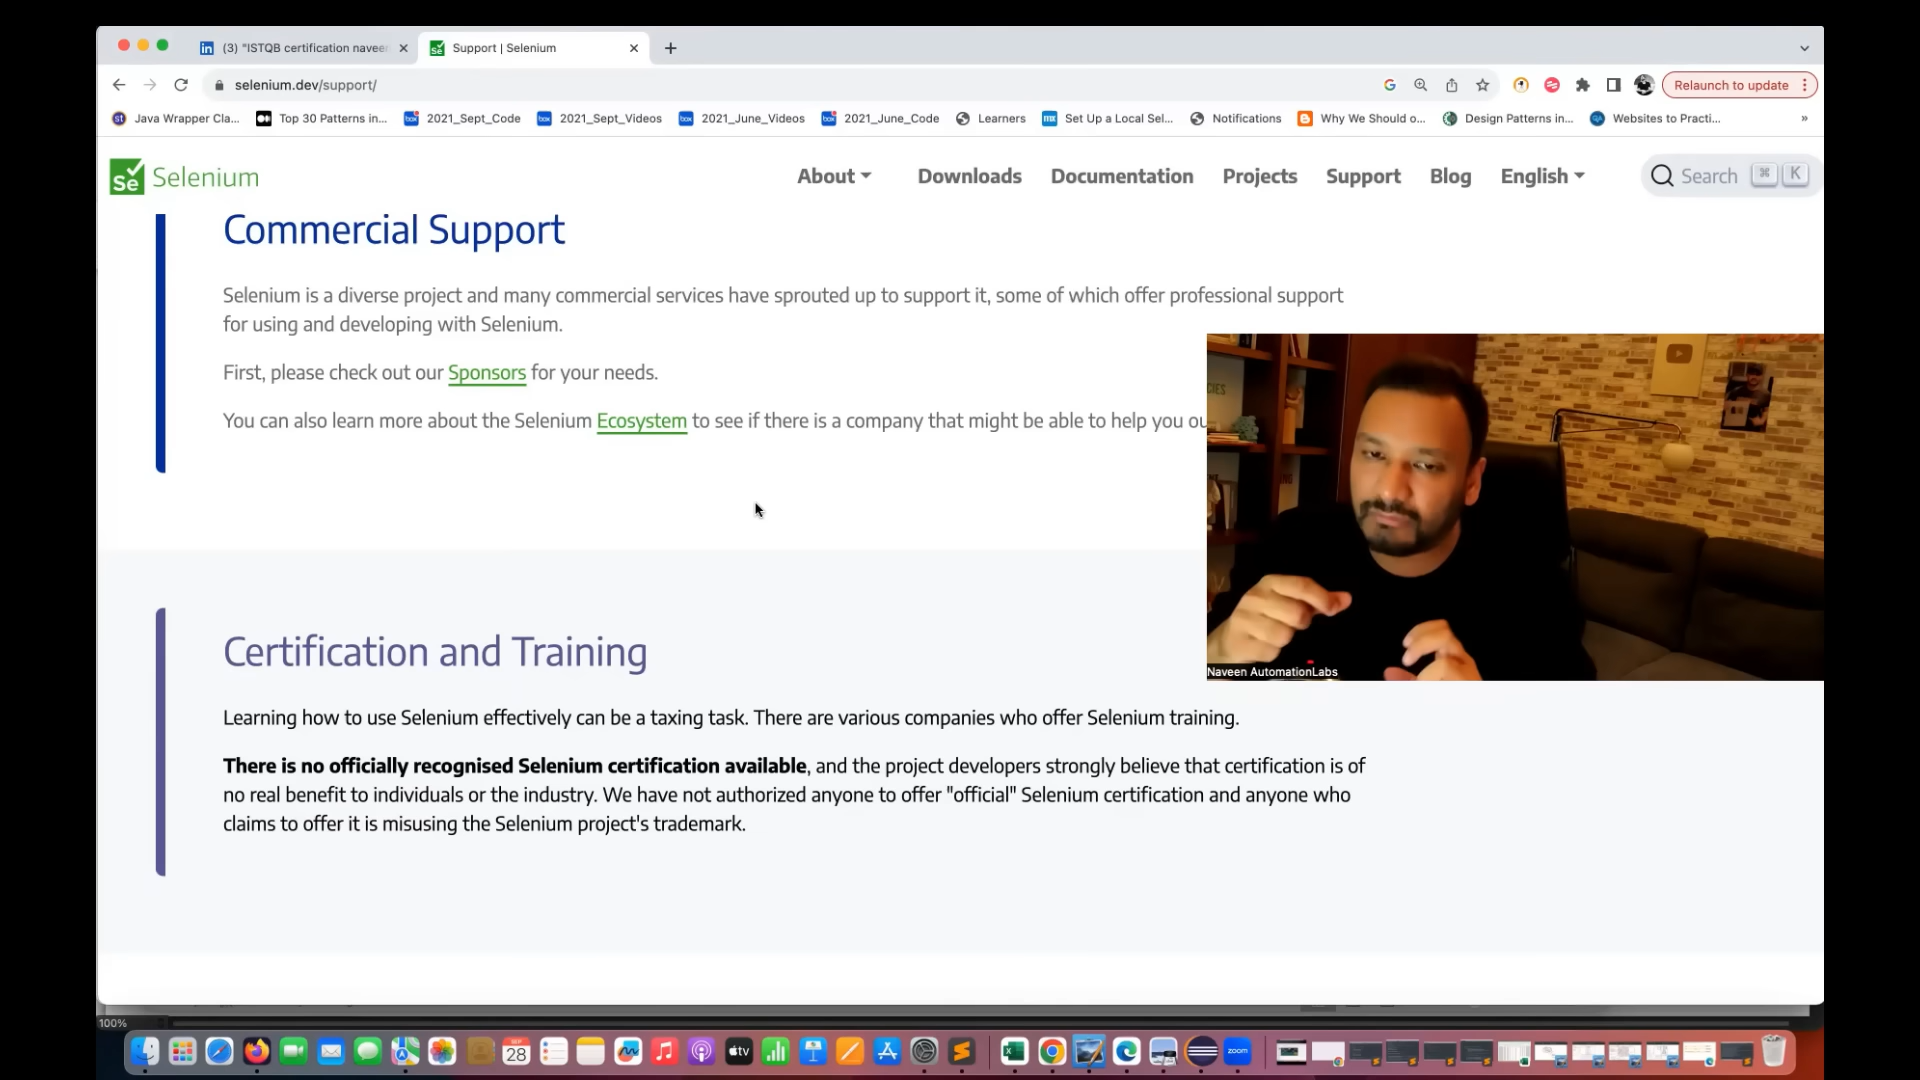 (3) "ISTQB certification navee
Support | Selenium
selenium.dev/support/
Relaunch to update
Java Wrapper Cla...
Top 30 Patterns in...
2021_Sept_Code
2021_Sept_Videos
2021_June_Videos
2021_June_Code
Learners
Set Up a Local Sel...
Notifications
Why We Should o...
Design Patterns in...
Websites to Practi...
Se Selenium
About
Downloads
Documentation
Projects
Support
Blog
English
Search ⌘ K
Commercial Support
Selenium is a diverse project and many commercial services have sprouted up to support it, some of which offer professional support
for using and developing with Selenium.
First, please check out our Sponsors for your needs.
You can also learn more about the Selenium Ecosystem to see if there is a company that might be able to help you ou
Naveen AutomationLabs
Certification and Training
Learning how to use Selenium effectively can be a taxing task. There are various companies who offer Selenium training.
There is no officially recognised Selenium certification available, and the project developers strongly believe that certification is of
no real benefit to individuals or the industry. We have not authorized anyone to offer "official" Selenium certification and anyone who
claims to offer it is misusing the Selenium project's trademark.
100%
28
tv
zoom